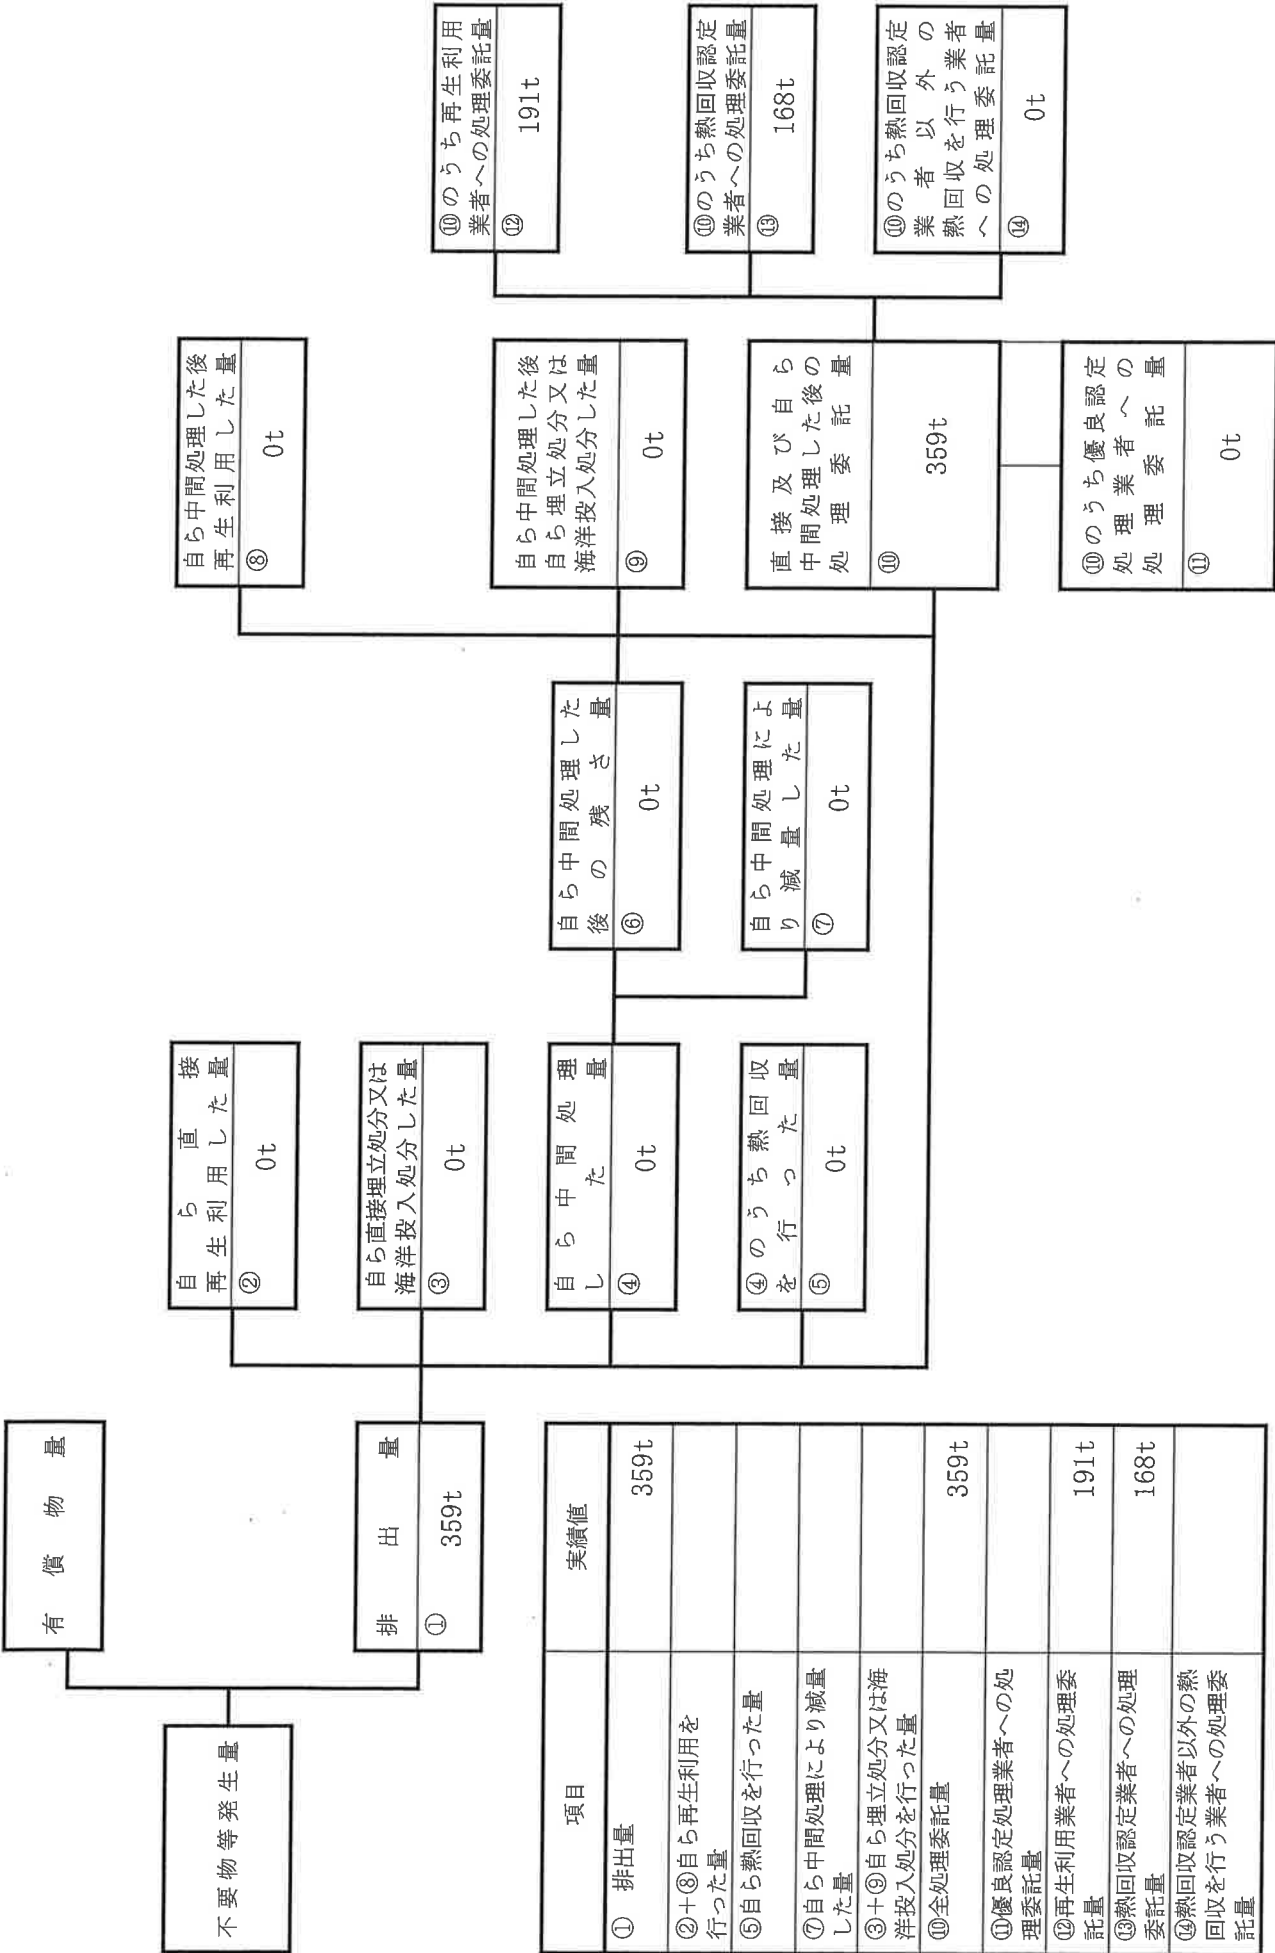 不要物等発生量
有償物量
排出量
①
359t
自ら直接
再生利用した量
②
0t
自ら直接埋立処分又は
海洋投入処分した量
③
0t
自ら中間処理
した量
④
0t
④のうち熱回収
を行った量
⑤
0t
自ら中間処理した
後の残さ量
⑥
0t
自ら中間処理によ
り減量した量
⑦
0t
自ら中間処理した後
再生利用した量
⑧
0t
自ら中間処理した後
自ら埋立処分又は
海洋投入処分した量
⑨
0t
直接及び自ら
中間処理した後の
処理委託量
⑩
359t
⑩のうち優良認定
処理業者への
処理委託量
⑪
0t
⑩のうち再生利用
業者への処理委託量
⑫
191t
⑩のうち熱回収認定
業者への処理委託量
⑬
168t
⑩のうち熱回収認定
業者以外の
熱回収を行う業者
への処理委託量
⑭
0t
項目 実績値
① 排出量 359t
②+⑧自ら再生利用を
行った量
⑤自ら熱回収を行った量
⑦自ら中間処理により減量
した量
③+⑨自ら埋立処分又は海
洋投入処分を行った量
⑩全処理委託量 359t
⑪優良認定処理業者への処
理委託量
⑫再生利用業者への処理委
託量 191t
⑬熱回収認定業者への処理
委託量 168t
⑭熱回収認定業者以外の熱
回収を行う業者への処理委
託量